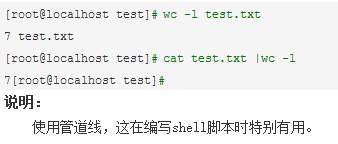 [root@localhost test]# wc -l test.txt
7 test.txt
[root@localhost test]# cat test.txt |wc -l
7[root@localhost test]#
说明：
使用管道线，这在编写shell脚本时特别有用。